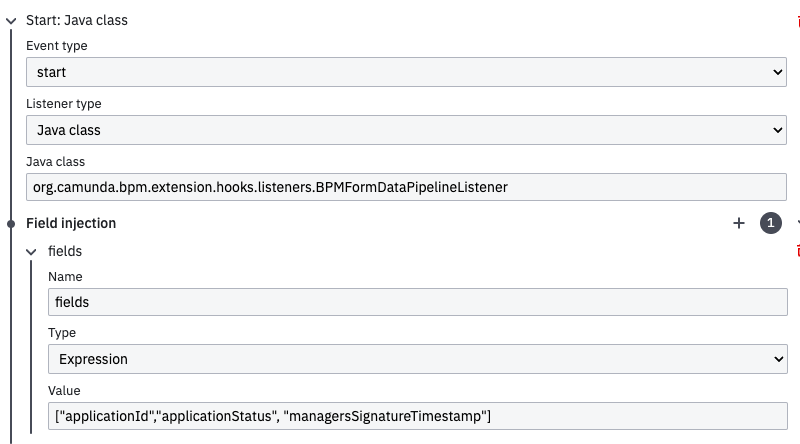 Start: Java class
Event type
start
Listener type
Java class
Java class
org.camunda.bpm.extension.hooks.listeners.BPMFormDataPipelineListener
Field injection
1
fields
Name
fields
Type
Expression
Value
["applicationId","applicationStatus", "managersSignatureTimestamp"]